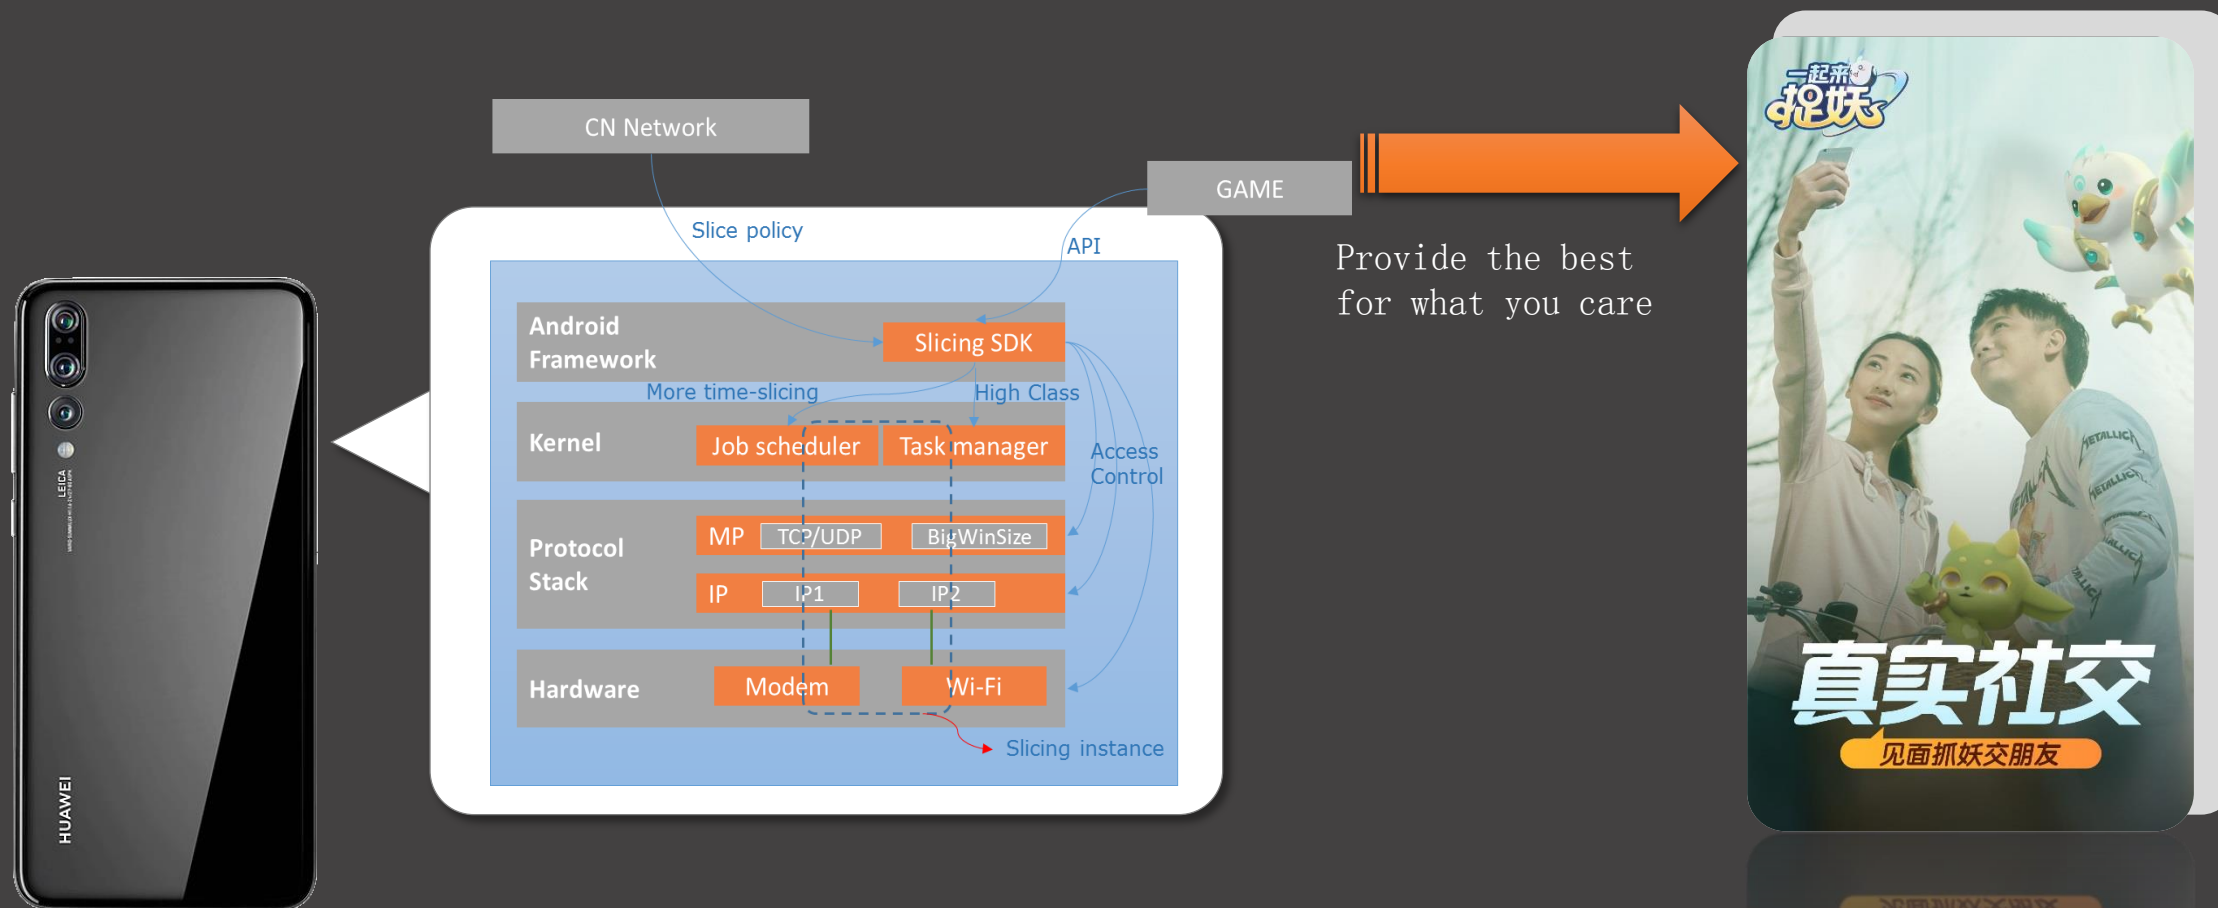 CN Network
GAME
Slice policy
API
Android
Framework
Slicing SDK
More time-slicing
High Class
Kernel
Job scheduler
Task manager
Access
Control
Protocol
Stack
MP
TCP/UDP
BigWinSize
IP
IP1
IP2
Hardware
Modem
Wi-Fi
Slicing instance
LEICA
HUAWEI
Provide the best
for what you care
一起来
捉妖
METALLICA
METALLICA
真实社交
见面抓妖交朋友